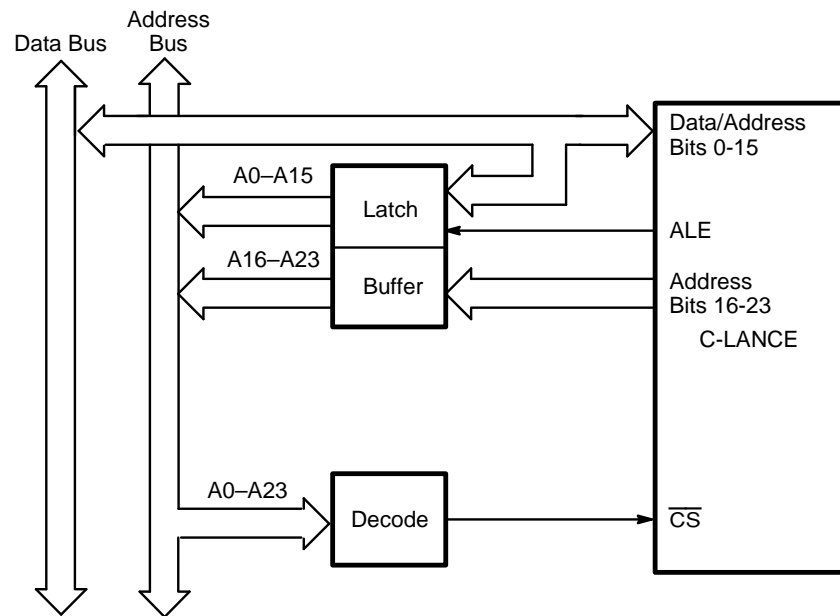 Address
Bus
Data Bus
Data/Address
Bits 0-15
A0–A15
Latch
ALE
A16–A23
Buffer
Address
Bits 16-23
C-LANCE
A0–A23
Decode
CS